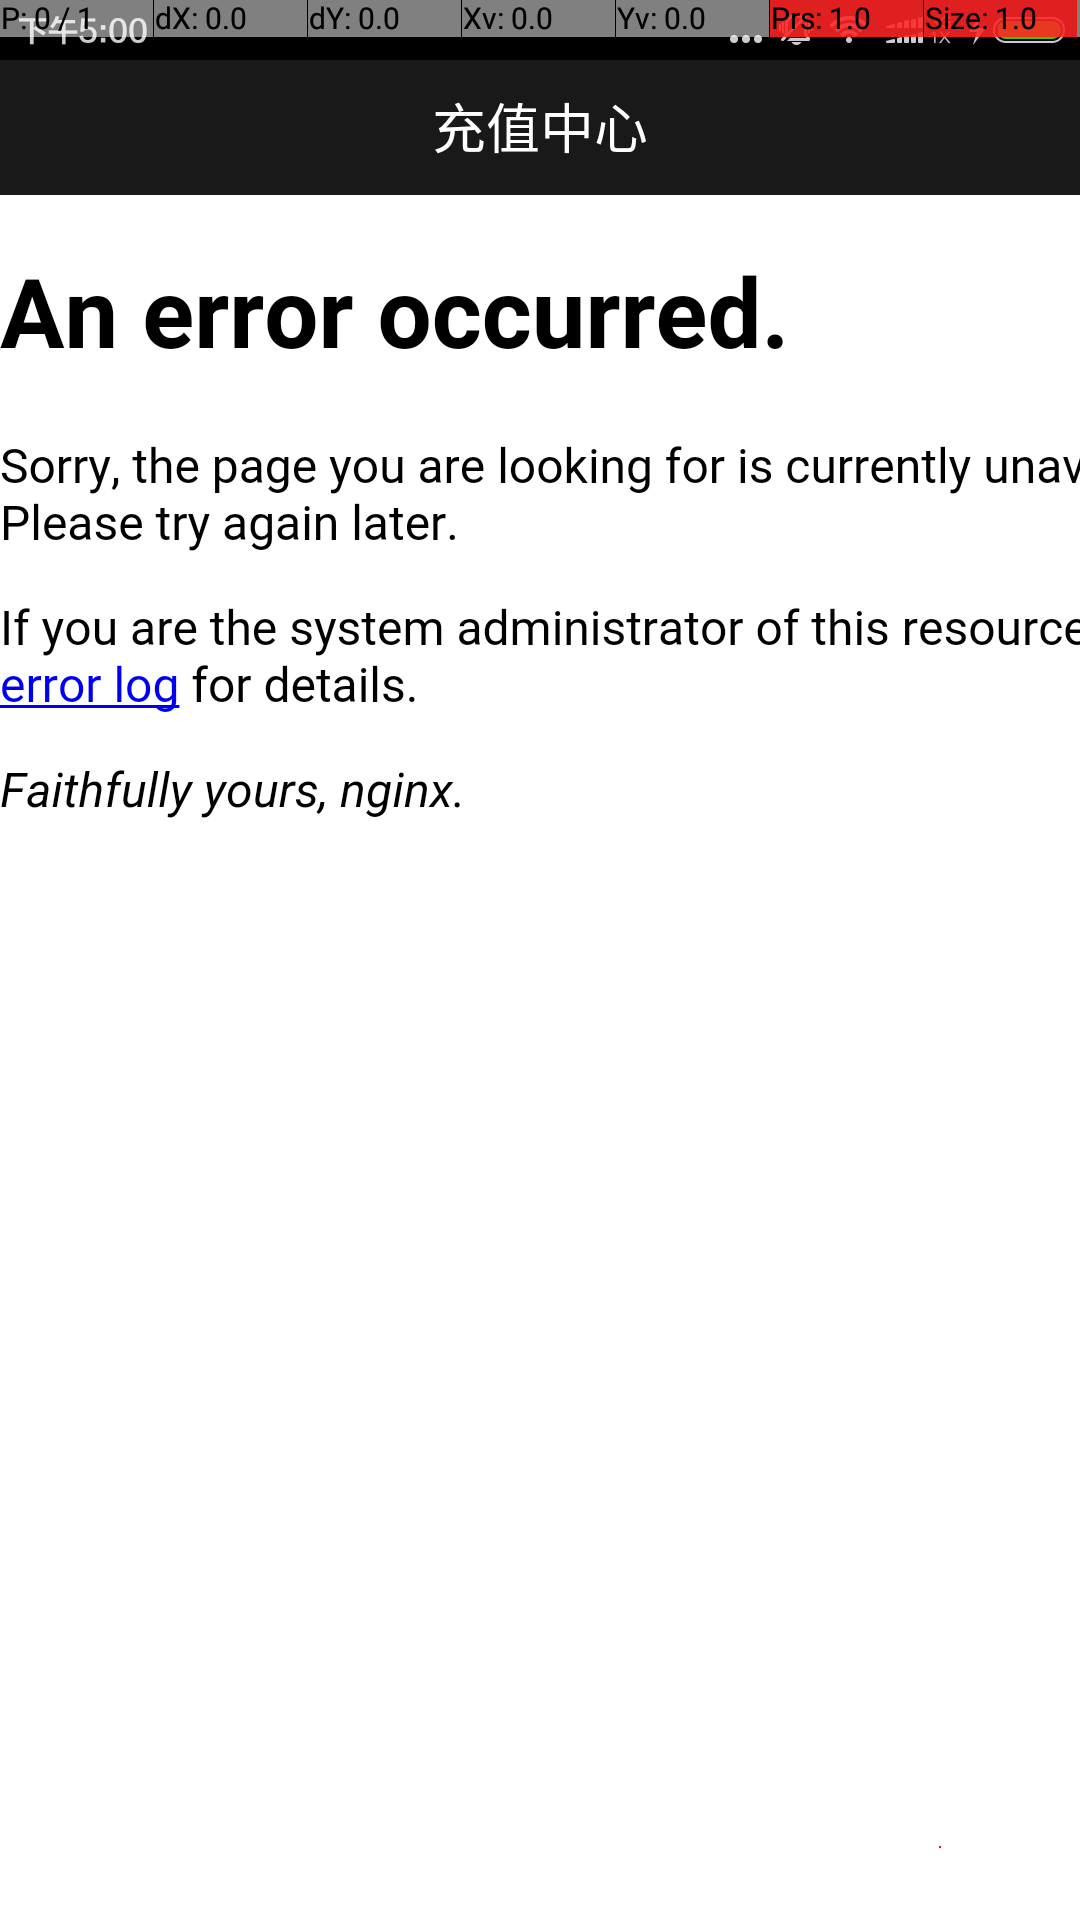 P: 0 / 1 dX: 0.0 dY: 0.0 Xv: 0.0 Yv: 0.0 Prs: 1.0 Size: 1.0
下午5:00 1X
充值中心
An error occurred.
Sorry, the page you are looking for is currently unav
Please try again later.
If you are the system administrator of this resource
error log for details.
Faithfully yours, nginx.